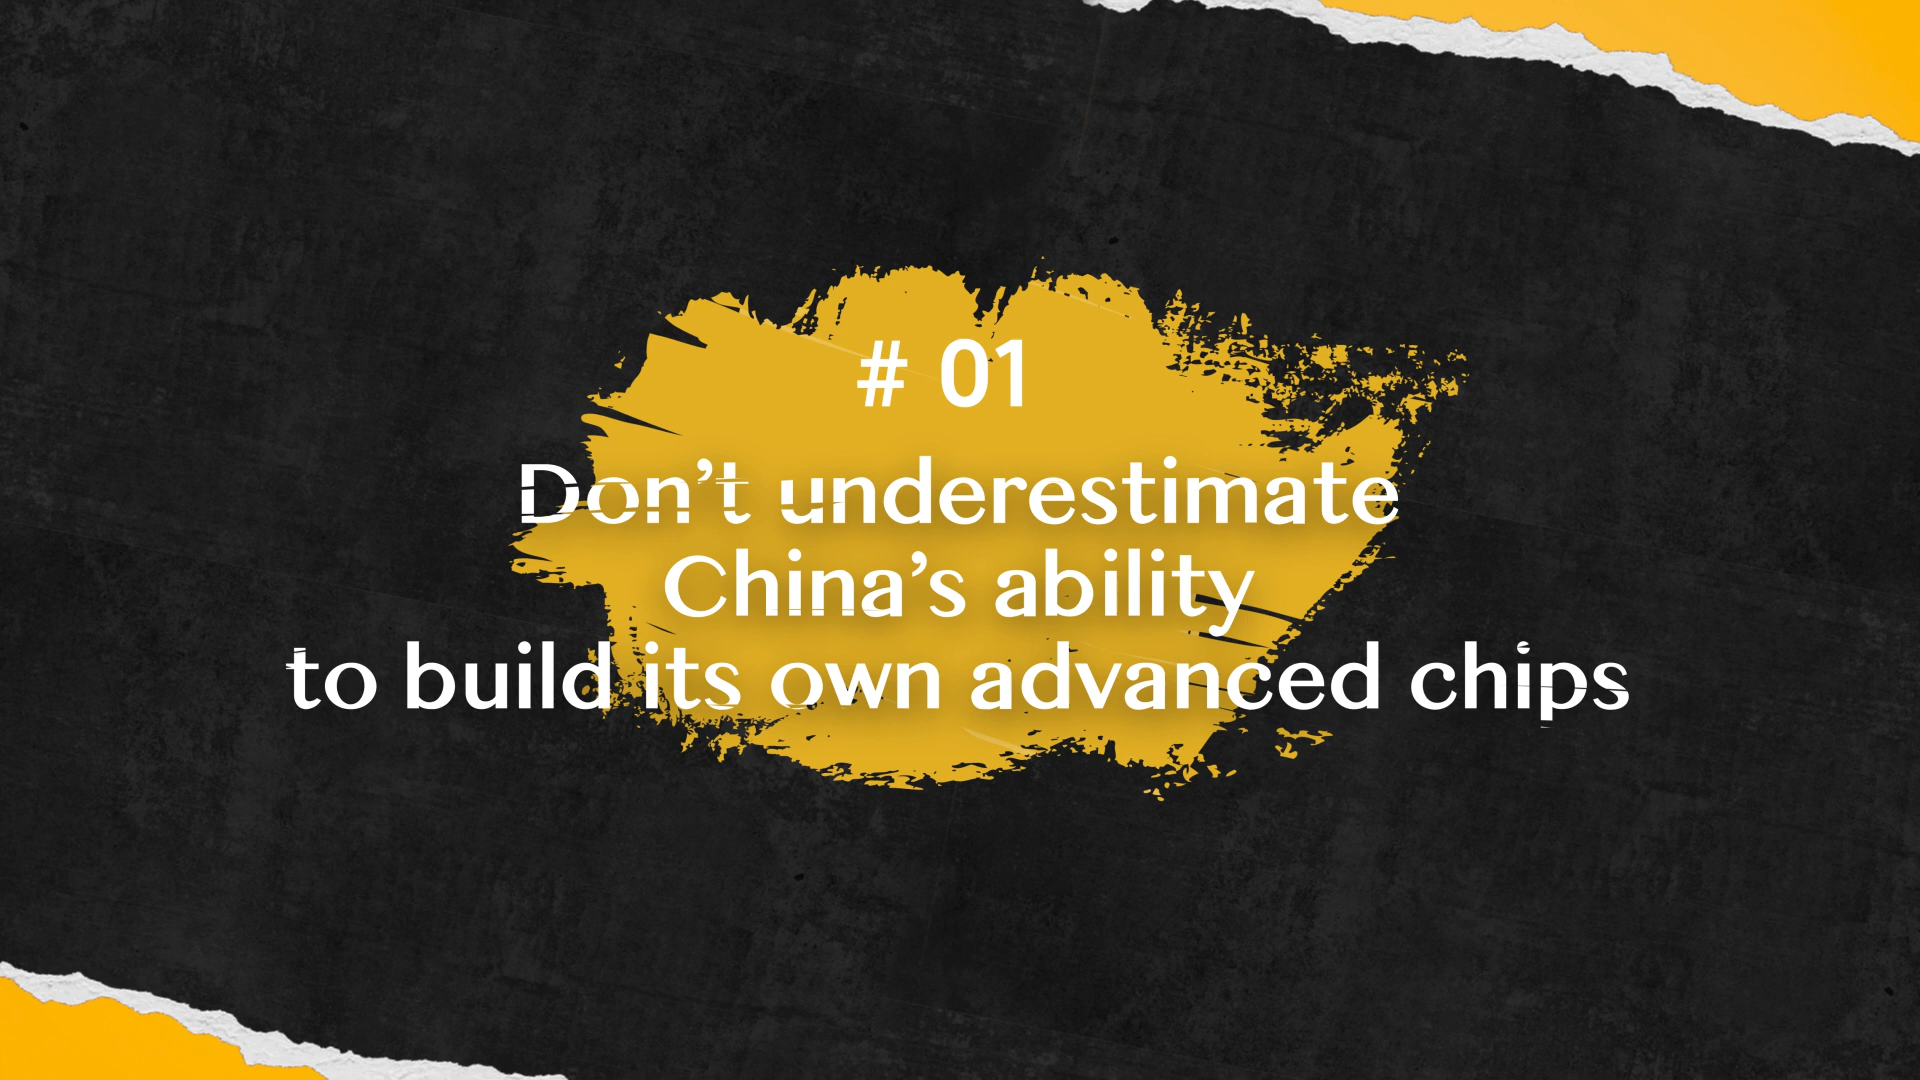 # 01
Don’t underestimate
China’s ability
to build its own advanced chips